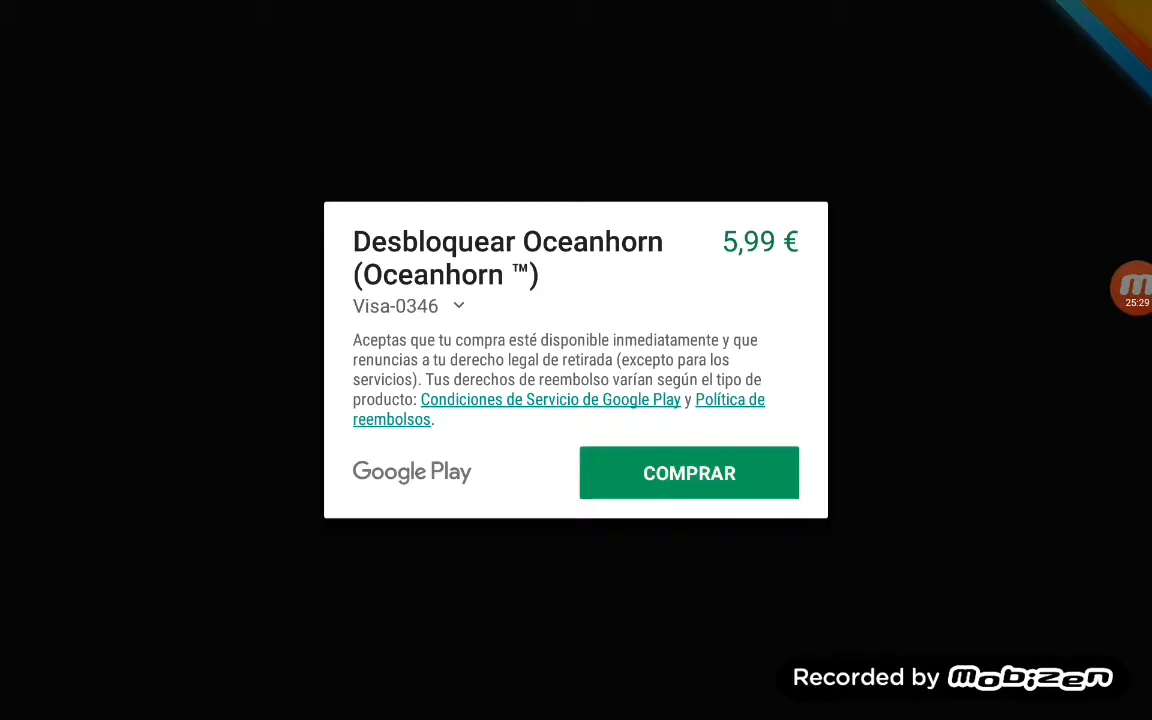 Desbloquear Oceanhorn
(Oceanhorn ™)
5,99 €
Visa-0346
Aceptas que tu compra esté disponible inmediatamente y que
renuncias a tu derecho legal de retirada (excepto para los
servicios). Tus derechos de reembolso varían según el tipo de
producto: Condiciones de Servicio de Google Play y Política de
reembolsos.
Google Play
COMPRAR
25:29
Recorded by mobizen